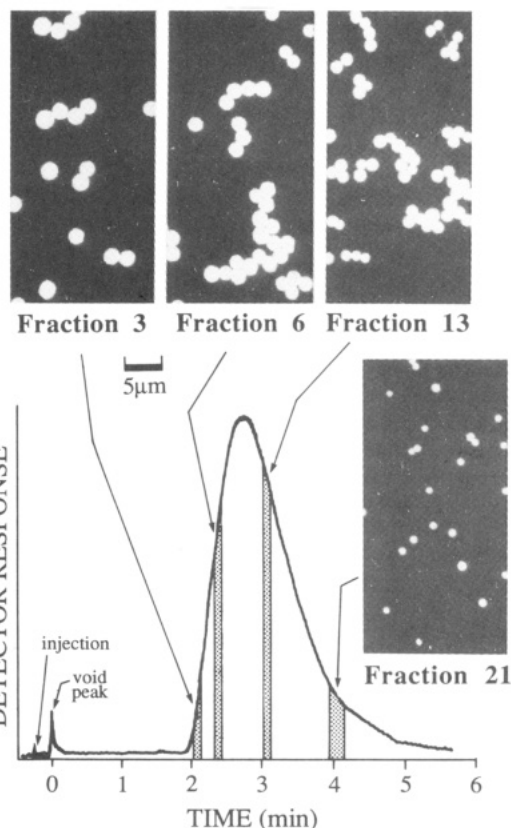 Fraction 3 Fraction 6 Fraction 13
5μm
Fraction 21
DETECTOR RESPONSE
injection
void
peak
0 1 2 3 4 5 6
TIME (min)